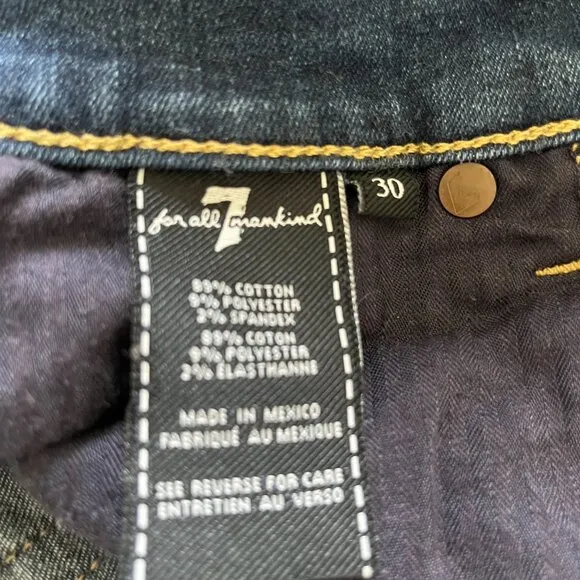 7
for all mankind
30
89% COTTON
9% POLYESTER
2% SPANDEX
89% COTON
9% POLYESTER
2% ELASTHANNE
MADE IN MEXICO
FABRIQUÉ AU MEXIQUE
SEE REVERSE FOR CARE
ENTRETIEN AU VERSO